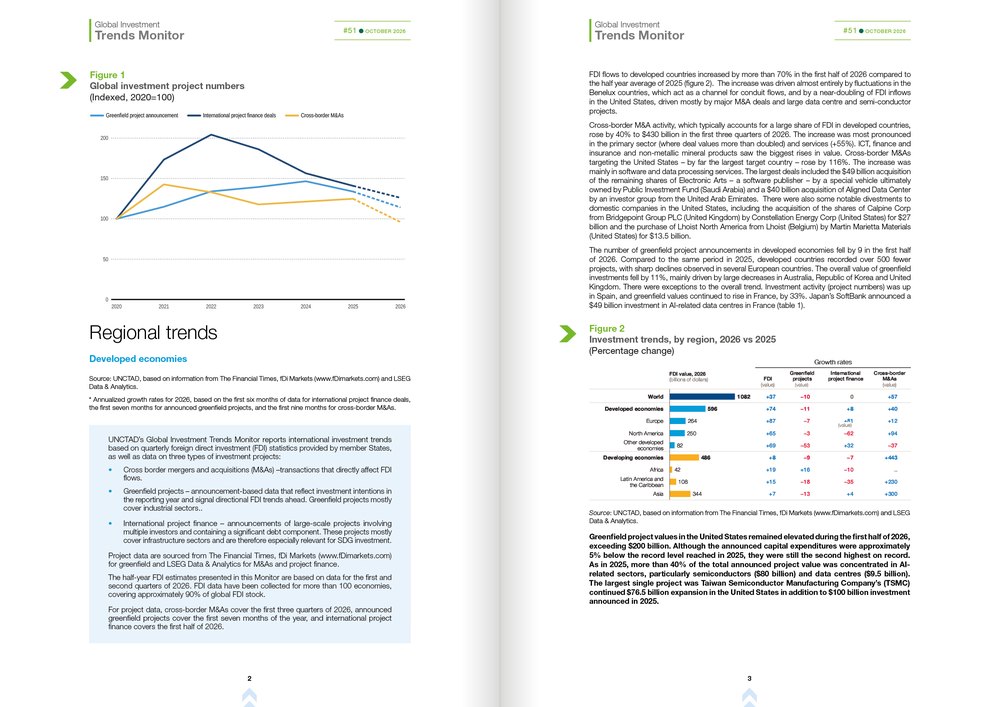 Global Investment
Trends Monitor
#51 ● OCTOBER 2026
Figure 1
Global investment project numbers
(Indexed, 2020=100)
Greenfield project announcement
International project finance deals
Cross-border M&As
200
150
100
50
0
2020 2021 2022 2023 2024 2025 2026
Regional trends
Developed economies
Source: UNCTAD, based on information from The Financial Times, fDi Markets (www.fDimarkets.com) and LSEG
Data & Analytics.
* Annualized growth rates for 2026, based on the first six months of data for international project finance deals,
the first seven months for announced greenfield projects, and the first nine months for cross-border M&As.
UNCTAD's Global Investment Trends Monitor reports international investment trends
based on quarterly foreign direct investment (FDI) statistics provided by member States,
as well as data on three types of investment projects:
• Cross border mergers and acquisitions (M&As) –transactions that directly affect FDI
flows.
• Greenfield projects – announcement-based data that reflect investment intentions in
the reporting year and signal directional FDI trends ahead. Greenfield projects mostly
cover industrial sectors..
• International project finance – announcements of large-scale projects involving
multiple investors and containing a significant debt component. These projects mostly
cover infrastructure sectors and are therefore especially relevant for SDG investment.
Project data are sourced from The Financial Times, fDi Markets (www.fDimarkets.com)
for greenfield and LSEG Data & Analytics for M&As and project finance.
The half-year FDI estimates presented in this Monitor are based on data for the first and
second quarters of 2026. FDI data have been collected for more than 100 economies,
covering approximately 90% of global FDI stock.
For project data, cross-border M&As cover the first three quarters of 2026, announced
greenfield projects cover the first seven months of the year, and international project
finance covers the first half of 2026.
2
Global Investment
Trends Monitor
#51 ● OCTOBER 2026
FDI flows to developed countries increased by more than 70% in the first half of 2026 compared to
the half year average of 2025 (figure 2). The increase was driven almost entirely by fluctuations in the
Benelux countries, which act as a channel for conduit flows, and by a near-doubling of FDI inflows
in the United States, driven mostly by major M&A deals and large data centre and semi-conductor
projects.
Cross-border M&A activity, which typically accounts for a large share of FDI in developed countries,
rose by 40% to $430 billion in the first three quarters of 2026. The increase was most pronounced
in the primary sector (where deal values more than doubled) and services (+55%). ICT, finance and
insurance and non-metallic mineral products saw the biggest rises in value. Cross-border M&As
targeting the United States – by far the largest target country – rose by 116%. The increase was
mainly in software and data processing services. The largest deals included the $49 billion acquisition
of the remaining shares of Electronic Arts – a software publisher – by a special vehicle ultimately
owned by Public Investment Fund (Saudi Arabia) and a $40 billion acquisition of Aligned Data Center
by an investor group from the United Arab Emirates. There were also some notable divestments to
domestic companies in the United States, including the acquisition of the shares of Calpine Corp
from Bridgepoint Group PLC (United Kingdom) by Constellation Energy Corp (United States) for $27
billion and the purchase of Lhoist North America from Lhoist (Belgium) by Martin Marietta Materials
(United States) for $13.5 billion.
The number of greenfield project announcements in developed economies fell by 9 in the first half
of 2026. Compared to the same period in 2025, developed countries recorded over 500 fewer
projects, with sharp declines observed in several European countries. The overall value of greenfield
investments fell by 11%, mainly driven by large decreases in Australia, Republic of Korea and United
Kingdom. There were exceptions to the overall trend. Investment activity (project numbers) was up
in Spain, and greenfield values continued to rise in France, by 33%. Japan's SoftBank announced a
$49 billion investment in AI-related data centres in France (table 1).
Figure 2
Investment trends, by region, 2026 vs 2025
(Percentage change)
Growth rates
FDI value, 2026
(billions of dollars)
FDI
(value)
Greenfield
projects
(value)
International
project finance
(value)
Cross-border
M&As
(value)
World 1082 +37 –10 0 +57
Developed economies 596 +74 –11 +8 +40
Europe 264 +87 –7 +12
North America 250 +65 –3 –62 +94
Other developed
economies 82 +69 –53 +32 –37
Developing economies 486 +8 –9 –7 +443
Africa 42 +19 +10 –10 ..
Latin America and
the Caribbean 108 +15 –18 –35 +230
Asia 344 +7 –13 +4 +300
Source: UNCTAD, based on information from The Financial Times, fDi Markets (www.fDimarkets.com) and LSEG
Data & Analytics.
Greenfield project values in the United States remained elevated during the first half of 2026,
exceeding $200 billion. Although the announced capital expenditures were approximately
5% below the record level reached in 2025, they were still the second highest on record.
As in 2025, more than 40% of the total announced project value was concentrated in AI-
related sectors, particularly semiconductors ($80 billion) and data centres ($9.5 billion).
The largest single project was Taiwan Semiconductor Manufacturing Company's (TSMC)
continued $76.5 billion expansion in the United States in addition to $100 billion investment
announced in 2025.
3